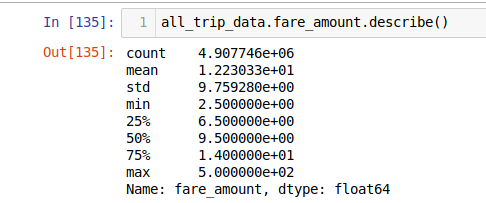 In [135]: 1 all_trip_data.fare_amount.describe()
Out[135]: count 4.907746e+06
mean 1.223033e+01
std 9.759280e+00
min 2.500000e+00
25% 6.500000e+00
50% 9.500000e+00
75% 1.400000e+01
max 5.000000e+02
Name: fare_amount, dtype: float64